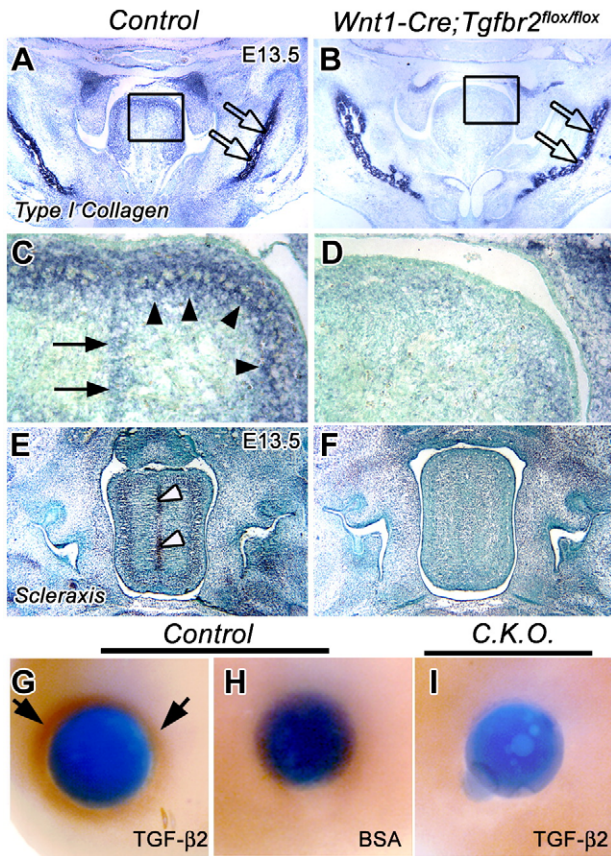 Control
Wnt1-Cre;Tgfbr2flox/flox
A
E13.5
B
Type I Collagen
C
D
E
E13.5
F
Scleraxis
Control
C.K.O.
G
H
I
TGF-β2
BSA
TGF-β2